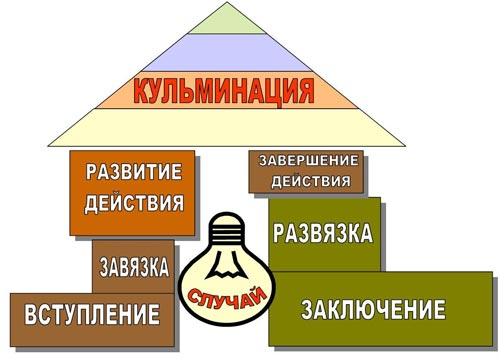 КУЛЬМИНАЦИЯ
РАЗВИТИЕ
ДЕЙСТВИЯ
ЗАВЕРШЕНИЕ
ДЕЙСТВИЯ
ЗАВЯЗКА
СЛУЧАЙ
РАЗВЯЗКА
ВСТУПЛЕНИЕ
ЗАКЛЮЧЕНИЕ